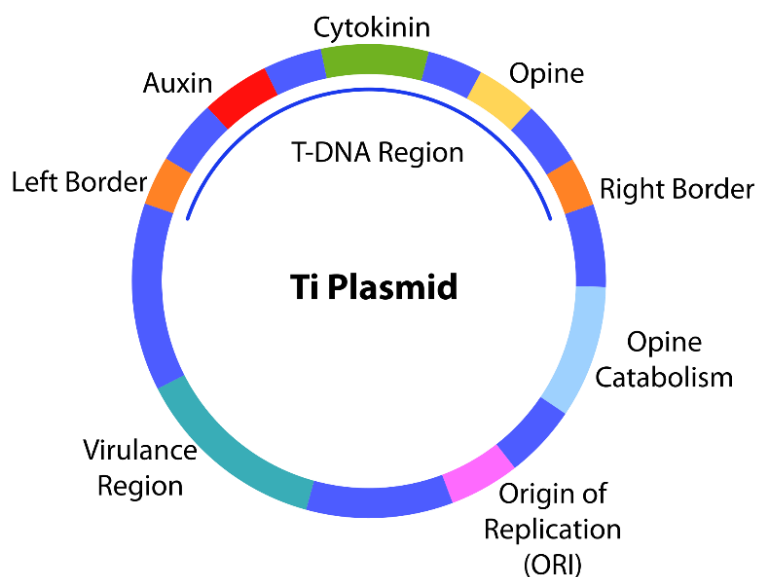 Cytokinin
Auxin
Opine
T-DNA Region
Left Border
Right Border
Ti Plasmid
Opine
Catabolism
Virulance
Region
Origin of
Replication
(ORI)